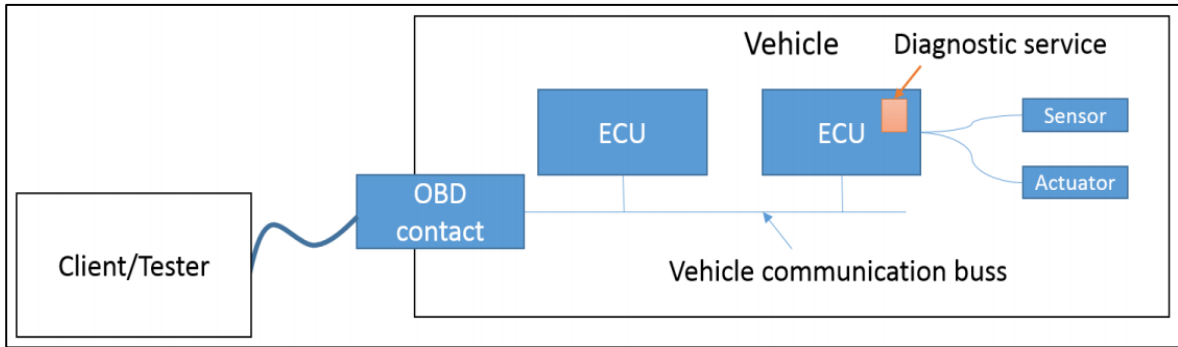 Vehicle
Diagnostic service
ECU
ECU
Sensor
Actuator
OBD
contact
Client/Tester
Vehicle communication buss